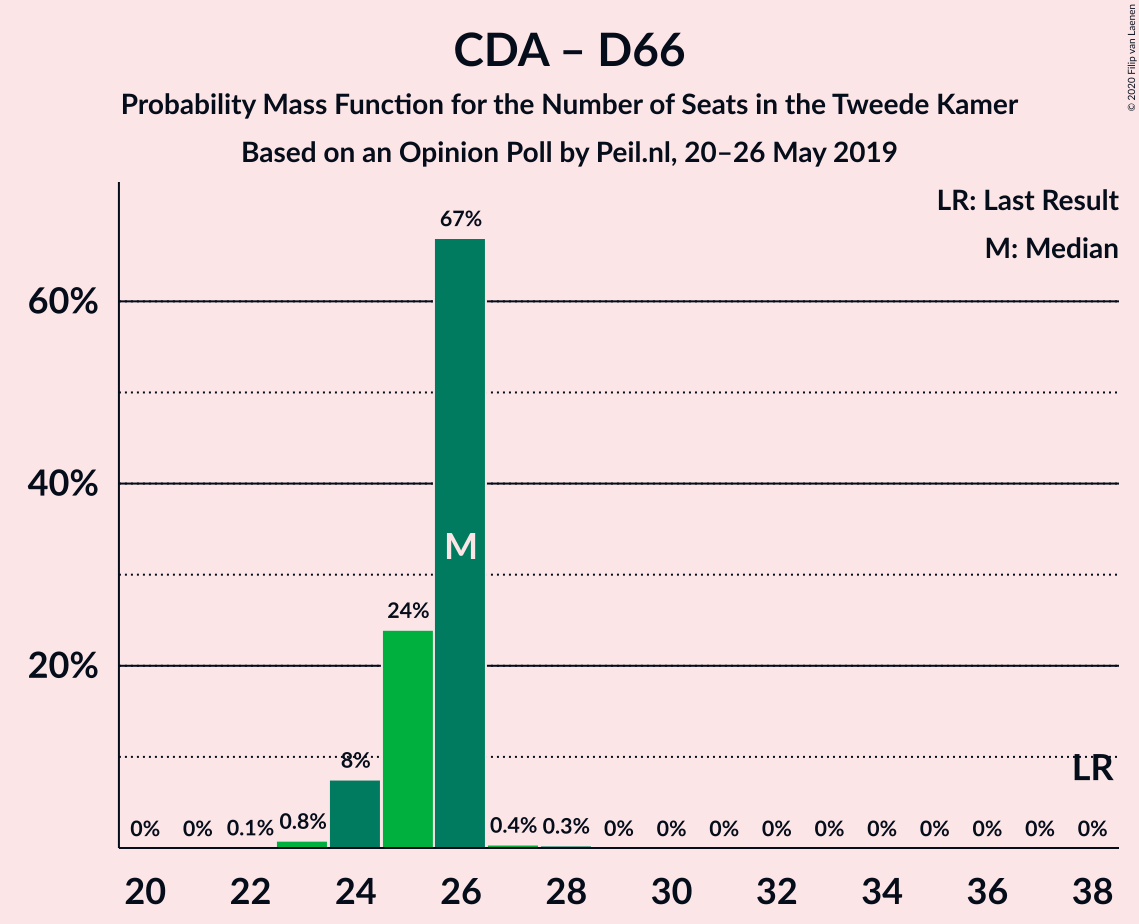 CDA – D66
Probability Mass Function for the Number of Seats in the Tweede Kamer
Based on an Opinion Poll by Peil.nl, 20–26 May 2019
© 2020 Filip van Laenen
LR: Last Result
M: Median
67%
60%
40%
M
24%
20%
8%
LR
0% 0% 0.1% 0.8% 0.4% 0.3% 0% 0% 0% 0% 0% 0% 0% 0% 0% 0%
20 22 24 26 28 30 32 34 36 38